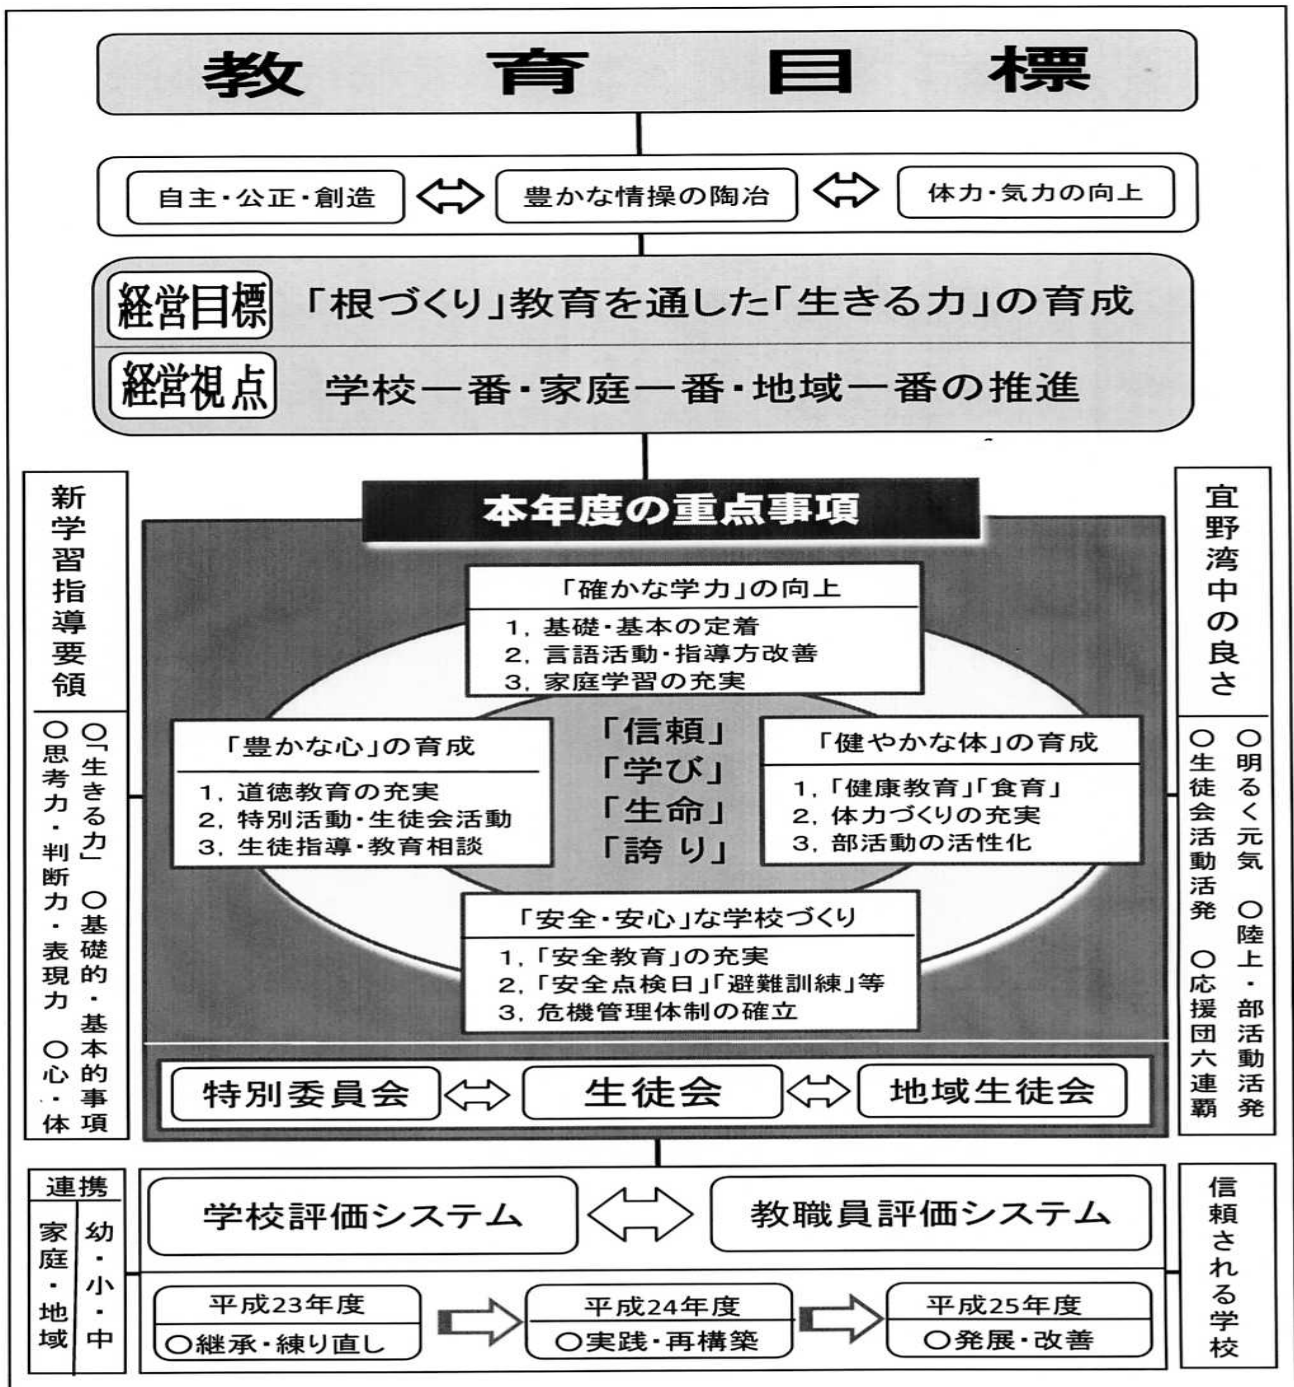 教育目標
自主・公正・創造
豊かな情操の陶冶
体力・気力の向上
経営目標
「根づくり」教育を通した「生きる力」の育成
経営視点
学校一番・家庭一番・地域一番の推進
新学習指導要領
○「生きる力」 ○基礎的・基本的事項
○思考力・判断力・表現力 ○心・体
本年度の重点事項
「確かな学力」の向上
1, 基礎・基本の定着
2, 言語活動・指導方改善
3, 家庭学習の充実
「豊かな心」の育成
1, 道徳教育の充実
2, 特別活動・生徒会活動
3, 生徒指導・教育相談
「信頼」
「学び」
「生命」
「誇り」
「健やかな体」の育成
1, 「健康教育」「食育」
2, 体力づくりの充実
3, 部活動の活性化
「安全・安心」な学校づくり
1, 「安全教育」の充実
2, 「安全点検日」「避難訓練」等
3, 危機管理体制の確立
特別委員会
生徒会
地域生徒会
宜野湾中の良さ
○明るく元気 ○陸上・部活動活発
○生徒会活動活発 ○応援団六連覇
連携
幼・小・中
家庭・地域
学校評価システム
教職員評価システム
平成23年度
○継承・練り直し
平成24年度
○実践・再構築
平成25年度
○発展・改善
信頼される学校